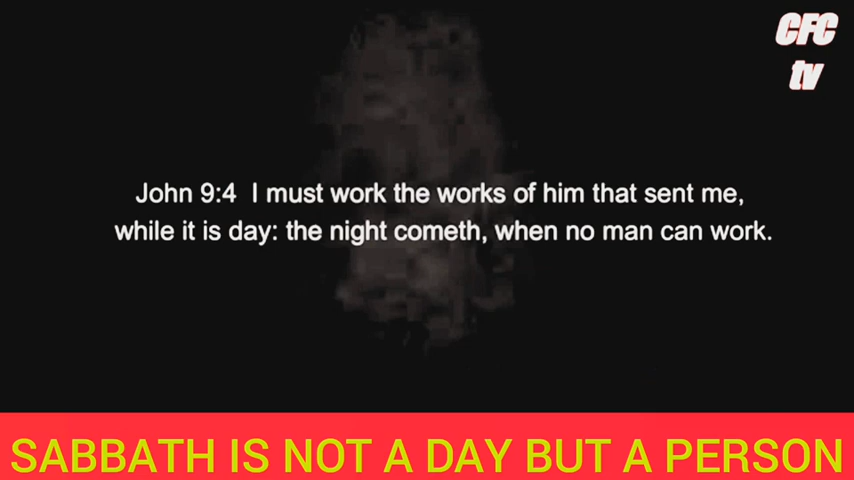 CFC
tv
John 9:4 I must work the works of him that sent me,
while it is day: the night cometh, when no man can work.
SABBATH IS NOT A DAY BUT A PERSON